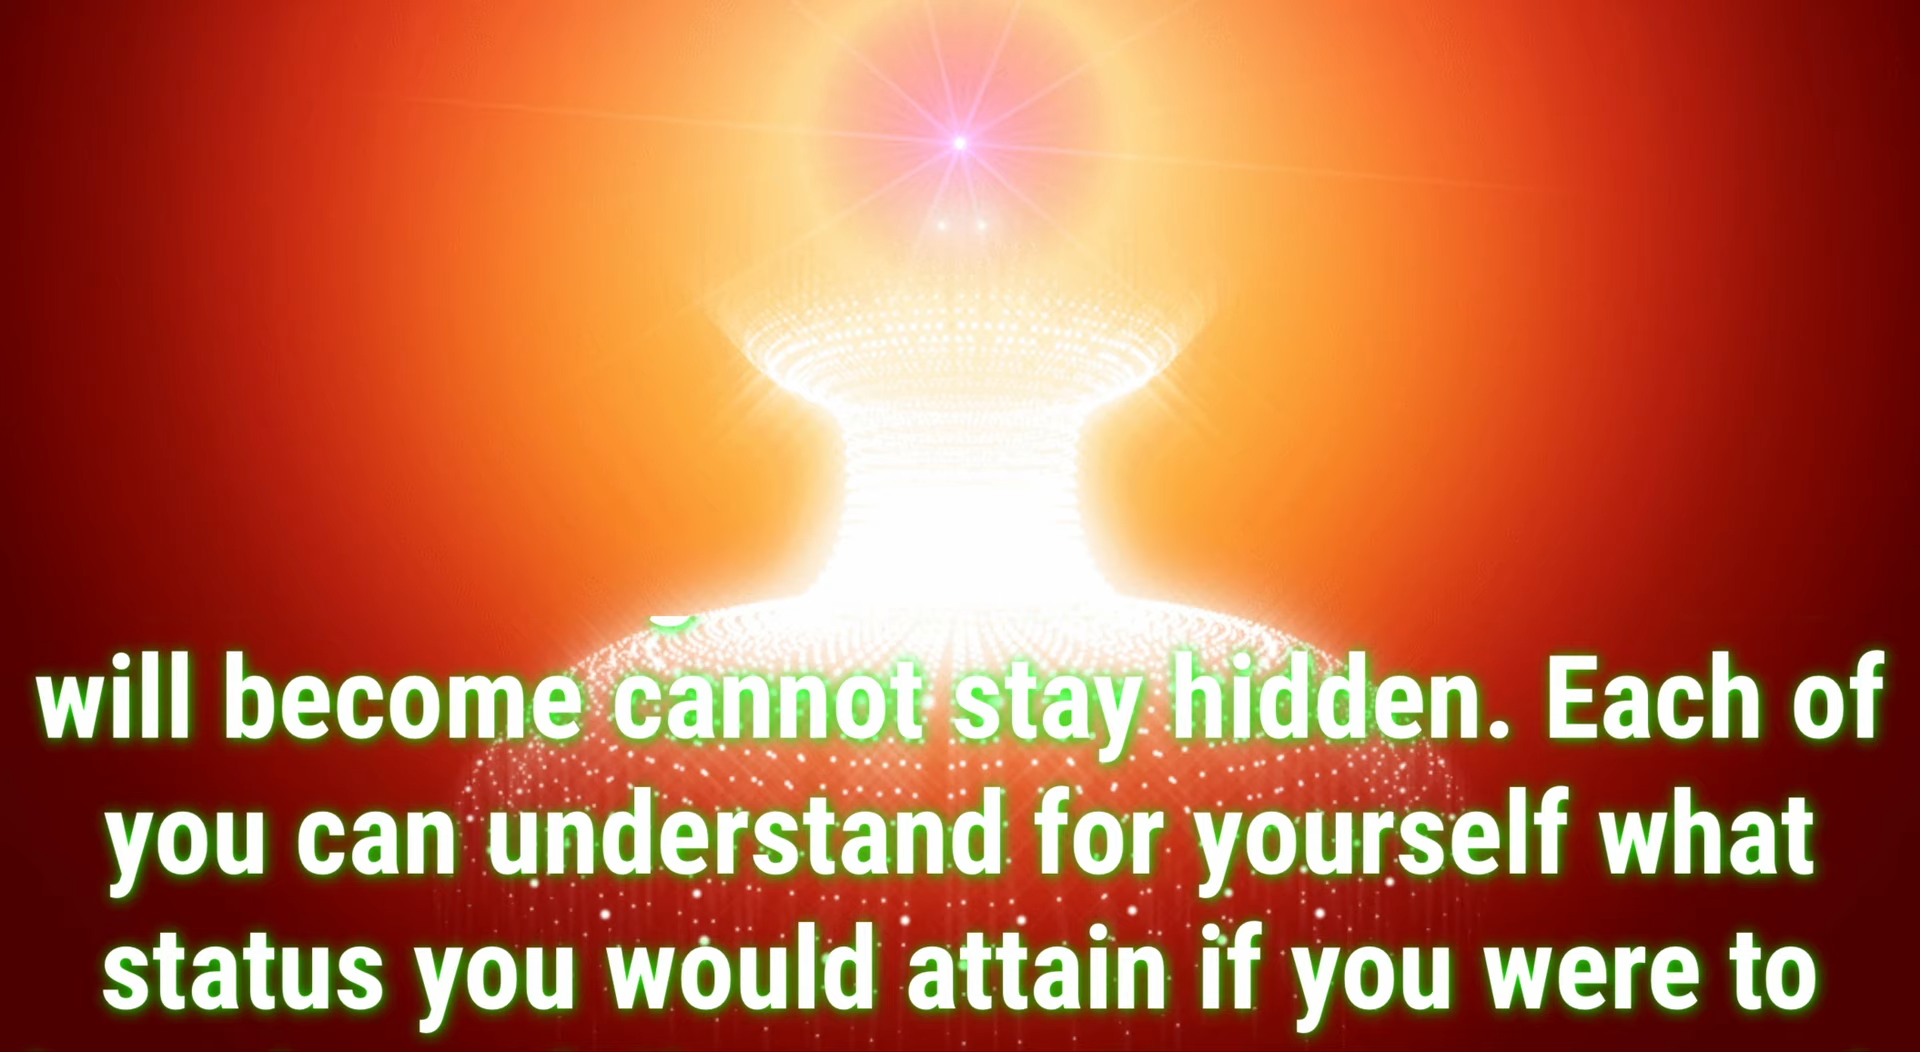 will become cannot stay hidden. Each of
you can understand for yourself what
status you would attain if you were to